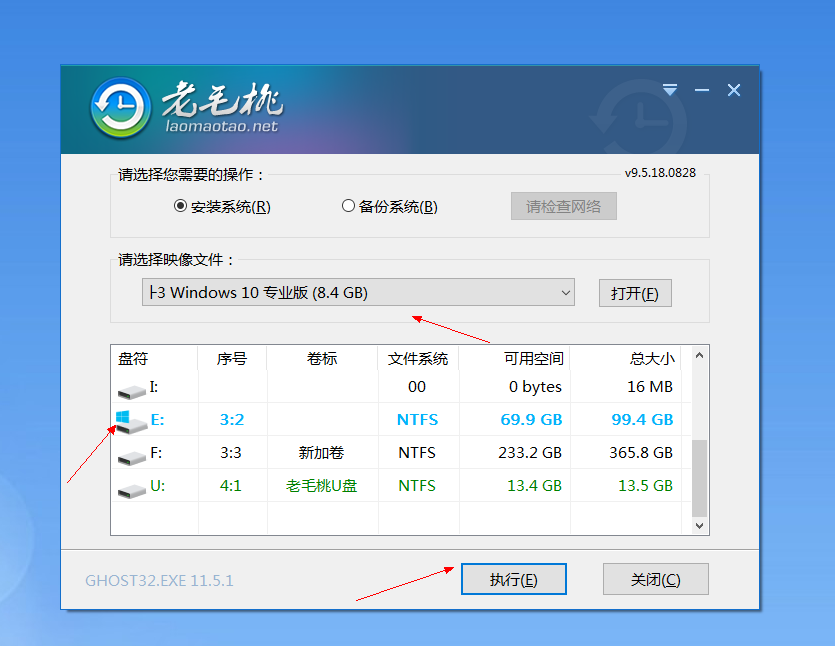 老毛桃
laomaotao.net
请选择您需要的操作：
v9.5.18.0828
安装系统(R) 备份系统(B) 请检查网络
请选择映像文件：
├3 Windows 10 专业版 (8.4 GB) 打开(F)
盘符 序号 卷标 文件系统 可用空间 总大小
I: 00 0 bytes 16 MB
E: 3:2 NTFS 69.9 GB 99.4 GB
F: 3:3 新加卷 NTFS 233.2 GB 365.8 GB
U: 4:1 老毛桃U盘 NTFS 13.4 GB 13.5 GB
GHOST32.EXE 11.5.1 执行(E) 关闭(C)